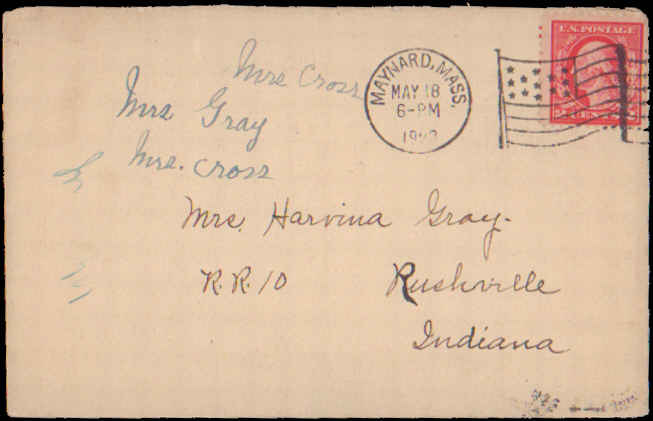 U.S. POSTAGE
MAYNARD, MASS.
MAY 18
6-PM
Mrs Cross
Mrs Gray
Mrs. Cross
Mrs. Harvina Gray.
R.R. 10 Rushville
Indiana